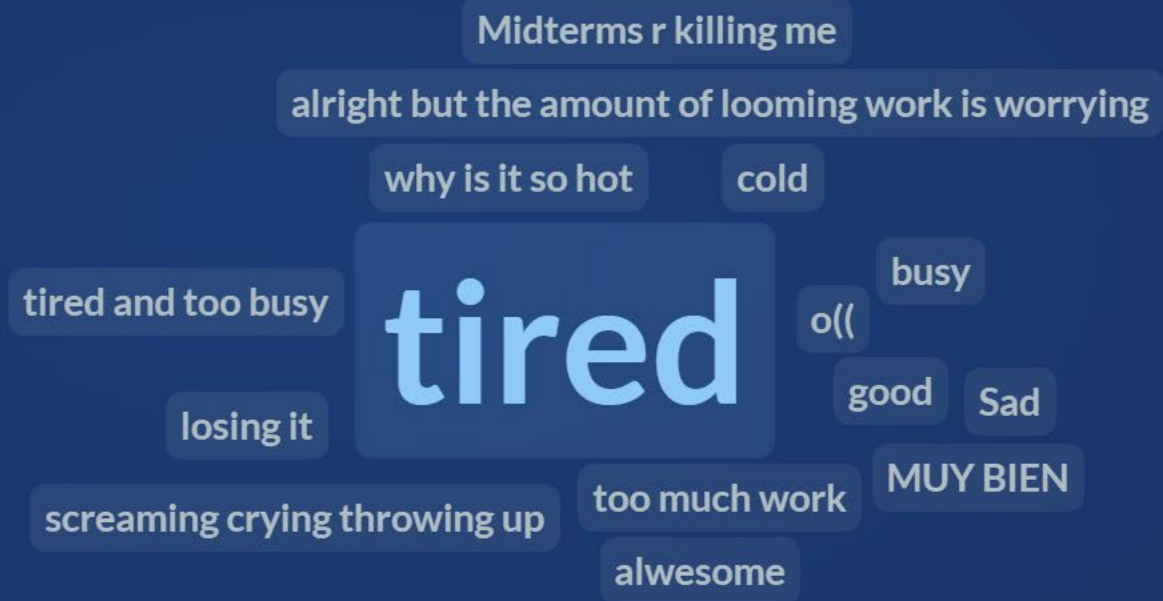 Midterms r killing me
alright but the amount of looming work is worrying
why is it so hot
cold
busy
tired and too busy
tired
o((
good
Sad
losing it
MUY BIEN
too much work
screaming crying throwing up
alwesome